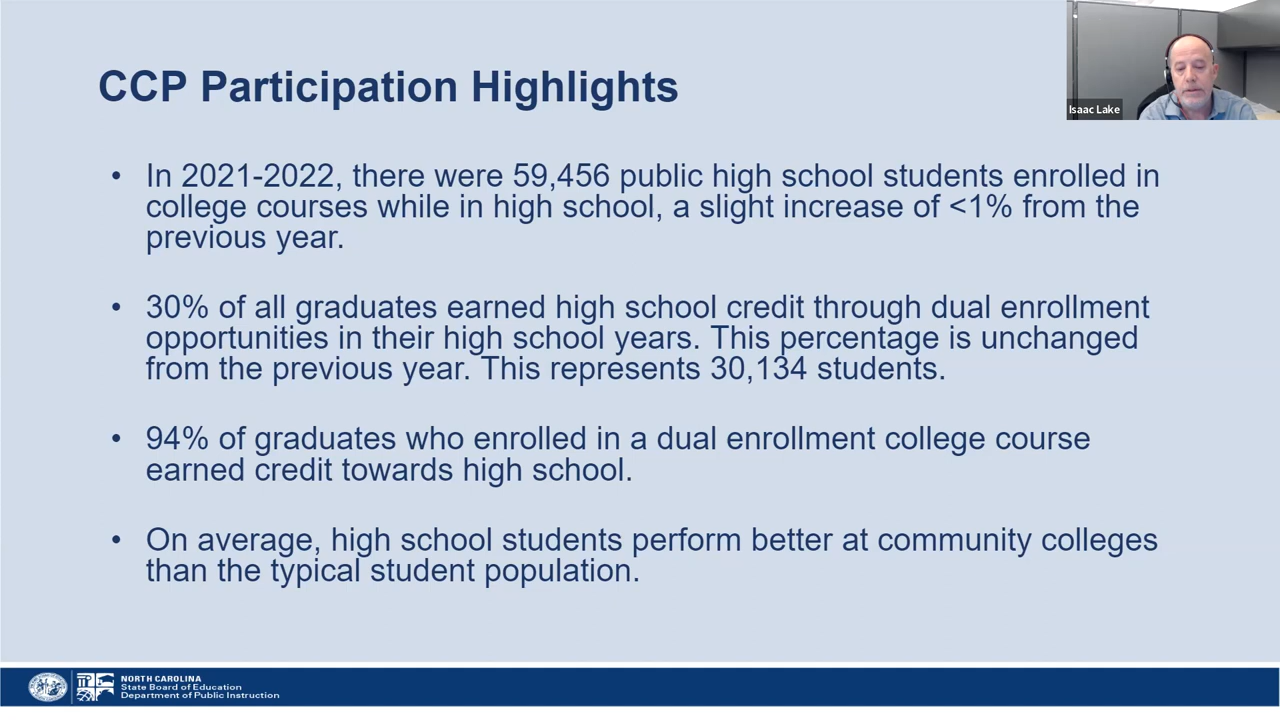 CCP Participation Highlights
Isaac Lake
• In 2021-2022, there were 59,456 public high school students enrolled in
college courses while in high school, a slight increase of <1% from the
previous year.
• 30% of all graduates earned high school credit through dual enrollment
opportunities in their high school years. This percentage is unchanged
from the previous year. This represents 30,134 students.
• 94% of graduates who enrolled in a dual enrollment college course
earned credit towards high school.
• On average, high school students perform better at community colleges
than the typical student population.
NORTH CAROLINA
State Board of Education
Department of Public Instruction